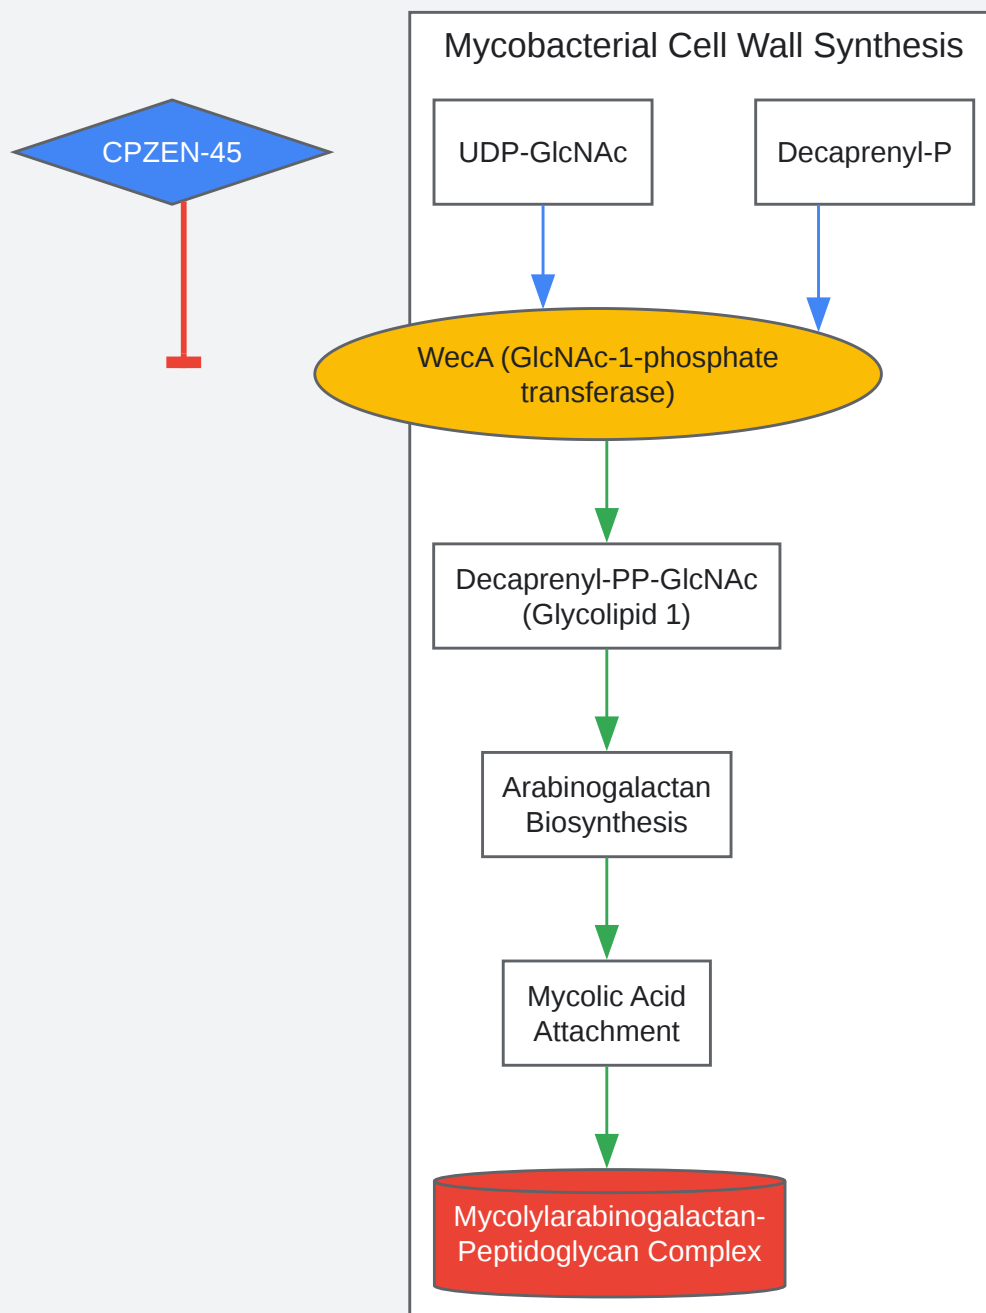 Mycobacterial Cell Wall Synthesis
CPZEN-45
UDP-GlcNAc
Decaprenyl-P
WecA (GlcNAc-1-phosphate
transferase)
Decaprenyl-PP-GlcNAc
(Glycolipid 1)
Arabinogalactan
Biosynthesis
Mycolic Acid
Attachment
Mycolylarabinogalactan-
Peptidoglycan Complex